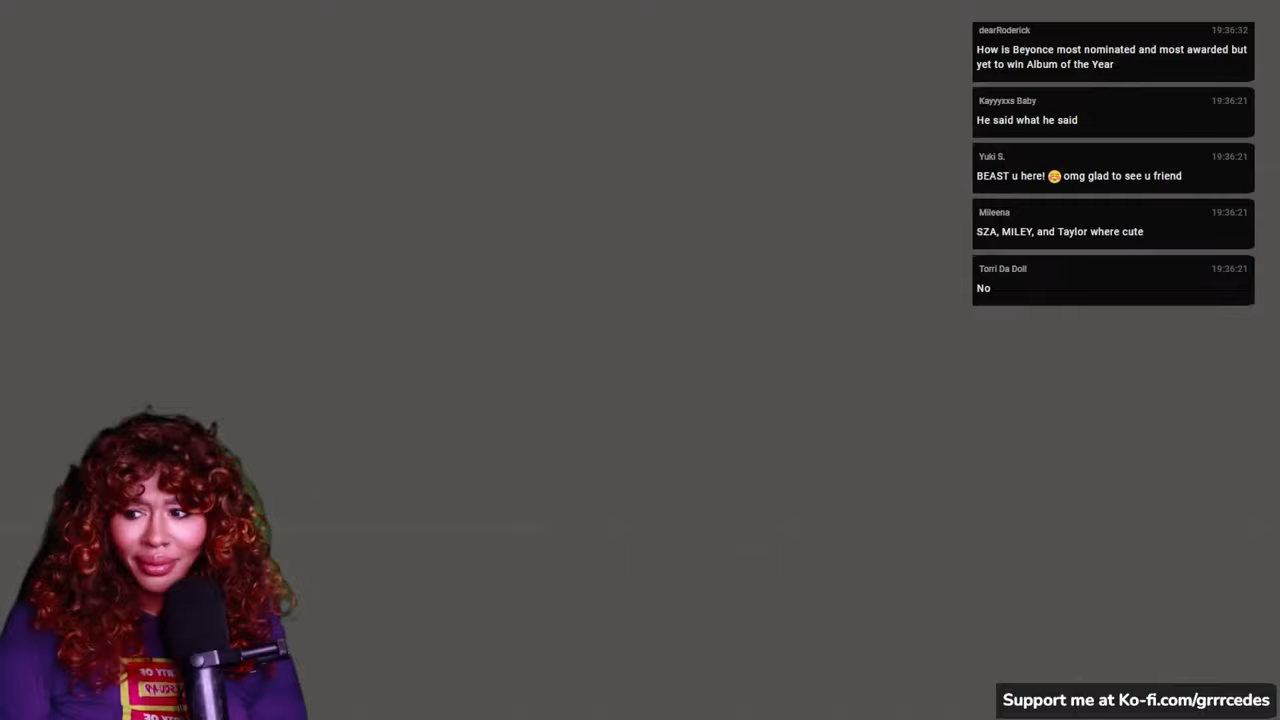 dearRoderick 19:36:32
How is Beyonce most nominated and most awarded but
yet to win Album of the Year
Kayyyxxs Baby 19:36:21
He said what he said
Yuki S. 19:36:21
BEAST u here! ☺️ omg glad to see u friend
Mileena 19:36:21
SZA, MILEY, and Taylor where cute
Torri Da Doll 19:36:21
No
Support me at Ko-fi.com/grrrcedes